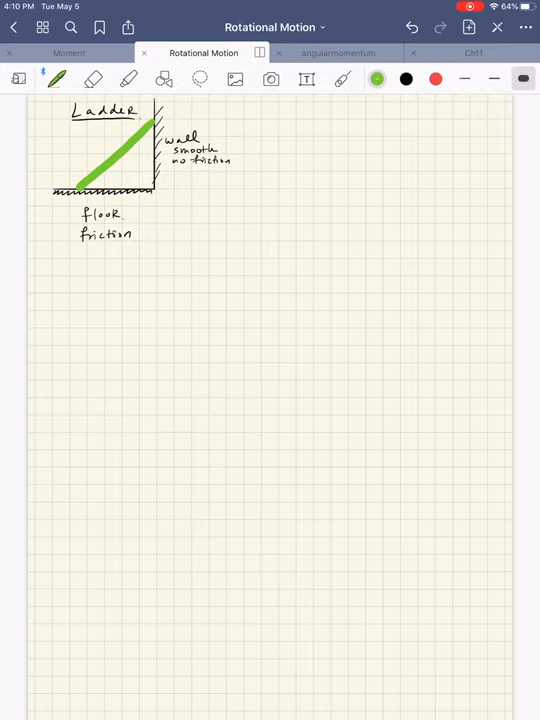 4:10 PM Tue May 5
64%
Rotational Motion
Moment
Rotational Motion
angularmomentum
Ch11
T
Ladder
wall
smooth
no friction
floor
friction